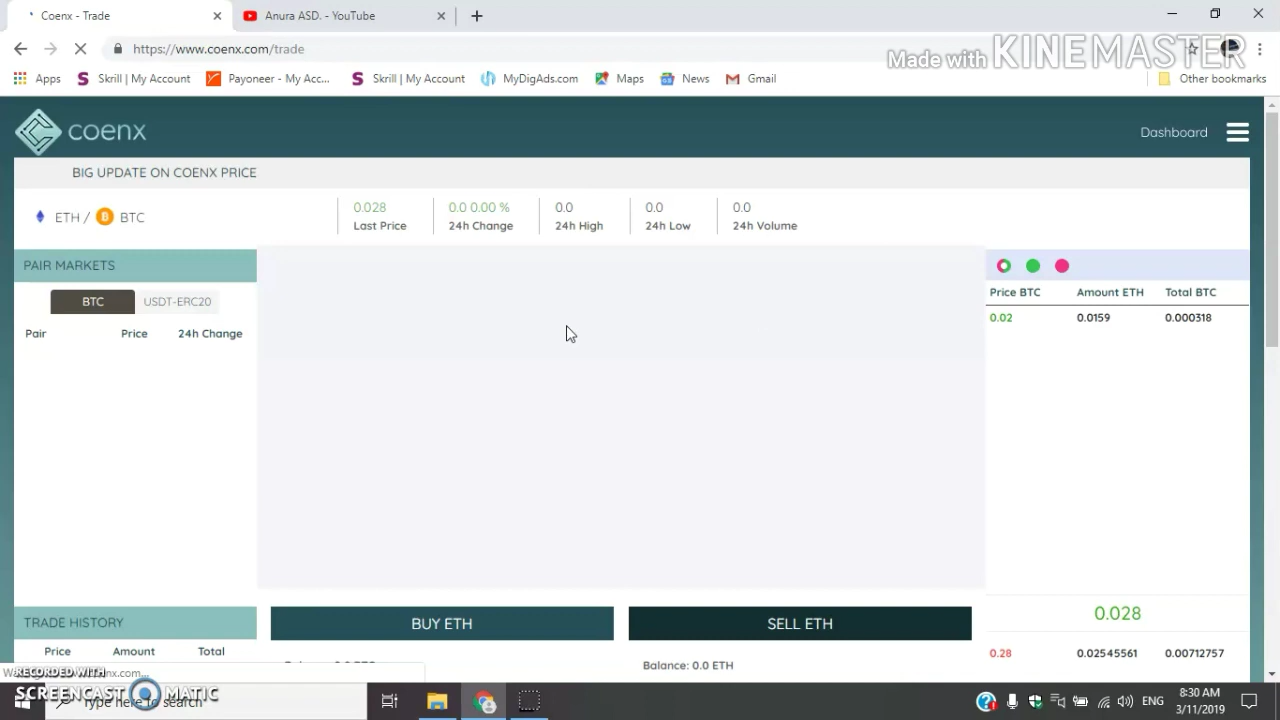 Coenx - Trade
Anura ASD. - YouTube
https://www.coenx.com/trade
Made with KINEMASTER
Apps
Skrill | My Account
Payoneer - My Acc...
Skrill | My Account
MyDigAds.com
Maps
News
Gmail
Other bookmarks
coenx
Dashboard
BIG UPDATE ON COENX PRICE
ETH / BTC
0.028
Last Price
0.0 0.00 %
24h Change
0.0
24h High
0.0
24h Low
0.0
24h Volume
PAIR MARKETS
BTC
USDT-ERC20
Pair Price 24h Change
Price BTC Amount ETH Total BTC
0.02 0.0159 0.000318
TRADE HISTORY
Price Amount Total
BUY ETH
SELL ETH
Balance: 0.0 ETH
0.028
0.28 0.02545561 0.00712757
RECORDED WITH
SCREENCAST MATIC
Type here to search
ENG
8:30 AM
3/11/2019